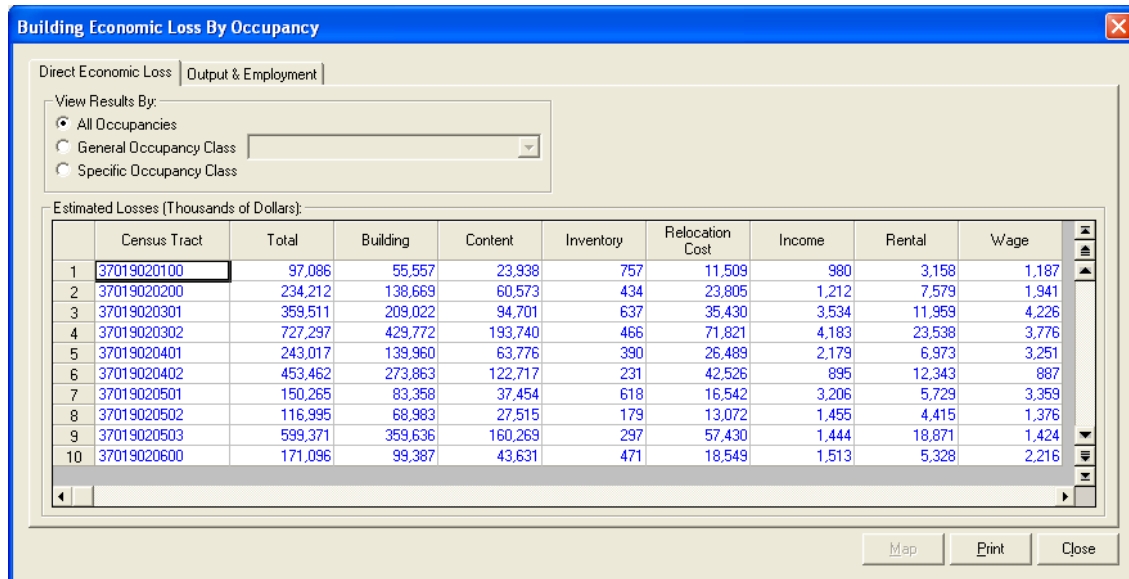 Building Economic Loss By Occupancy
Direct Economic Loss Output & Employment
View Results By:
All Occupancies
General Occupancy Class
Specific Occupancy Class
Estimated Losses (Thousands of Dollars):
Census Tract Total Building Content Inventory Relocation Cost Income Rental Wage
1 37019020100 97,086 55,557 23,938 757 11,509 980 3,158 1,187
2 37019020200 234,212 138,669 60,573 434 23,805 1,212 7,579 1,941
3 37019020301 359,511 209,022 94,701 637 35,430 3,534 11,959 4,226
4 37019020302 727,297 429,772 193,740 466 71,821 4,183 23,538 3,776
5 37019020401 243,017 139,960 63,776 390 26,489 2,179 6,973 3,251
6 37019020402 453,462 273,863 122,717 231 42,526 895 12,343 887
7 37019020501 150,265 83,358 37,454 618 16,542 3,206 5,729 3,359
8 37019020502 116,995 68,983 27,515 179 13,072 1,455 4,415 1,376
9 37019020503 599,371 359,636 160,269 297 57,430 1,444 18,871 1,424
10 37019020600 171,096 99,387 43,631 471 18,549 1,513 5,328 2,216
Map Print Close